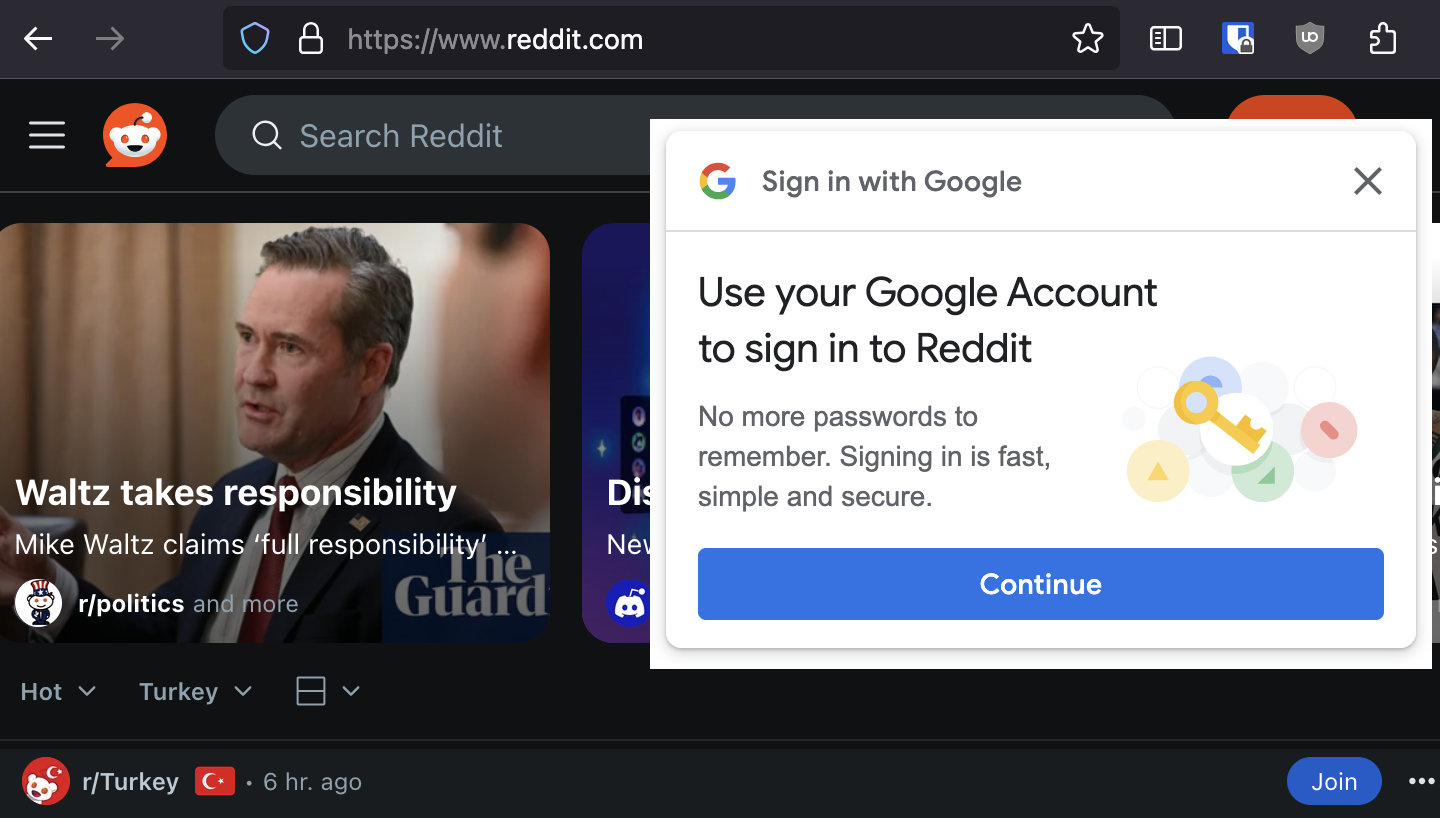 https://www.reddit.com
UO
Search Reddit
Sign in with Google
Use your Google Account
to sign in to Reddit
No more passwords to
remember. Signing in is fast,
simple and secure.
Continue
Waltz takes responsibility
Mike Waltz claims ‘full responsibility’ ...
r/politics and more
The
Guard
Dis
New
Hot
Turkey
r/Turkey • 6 hr. ago
Join